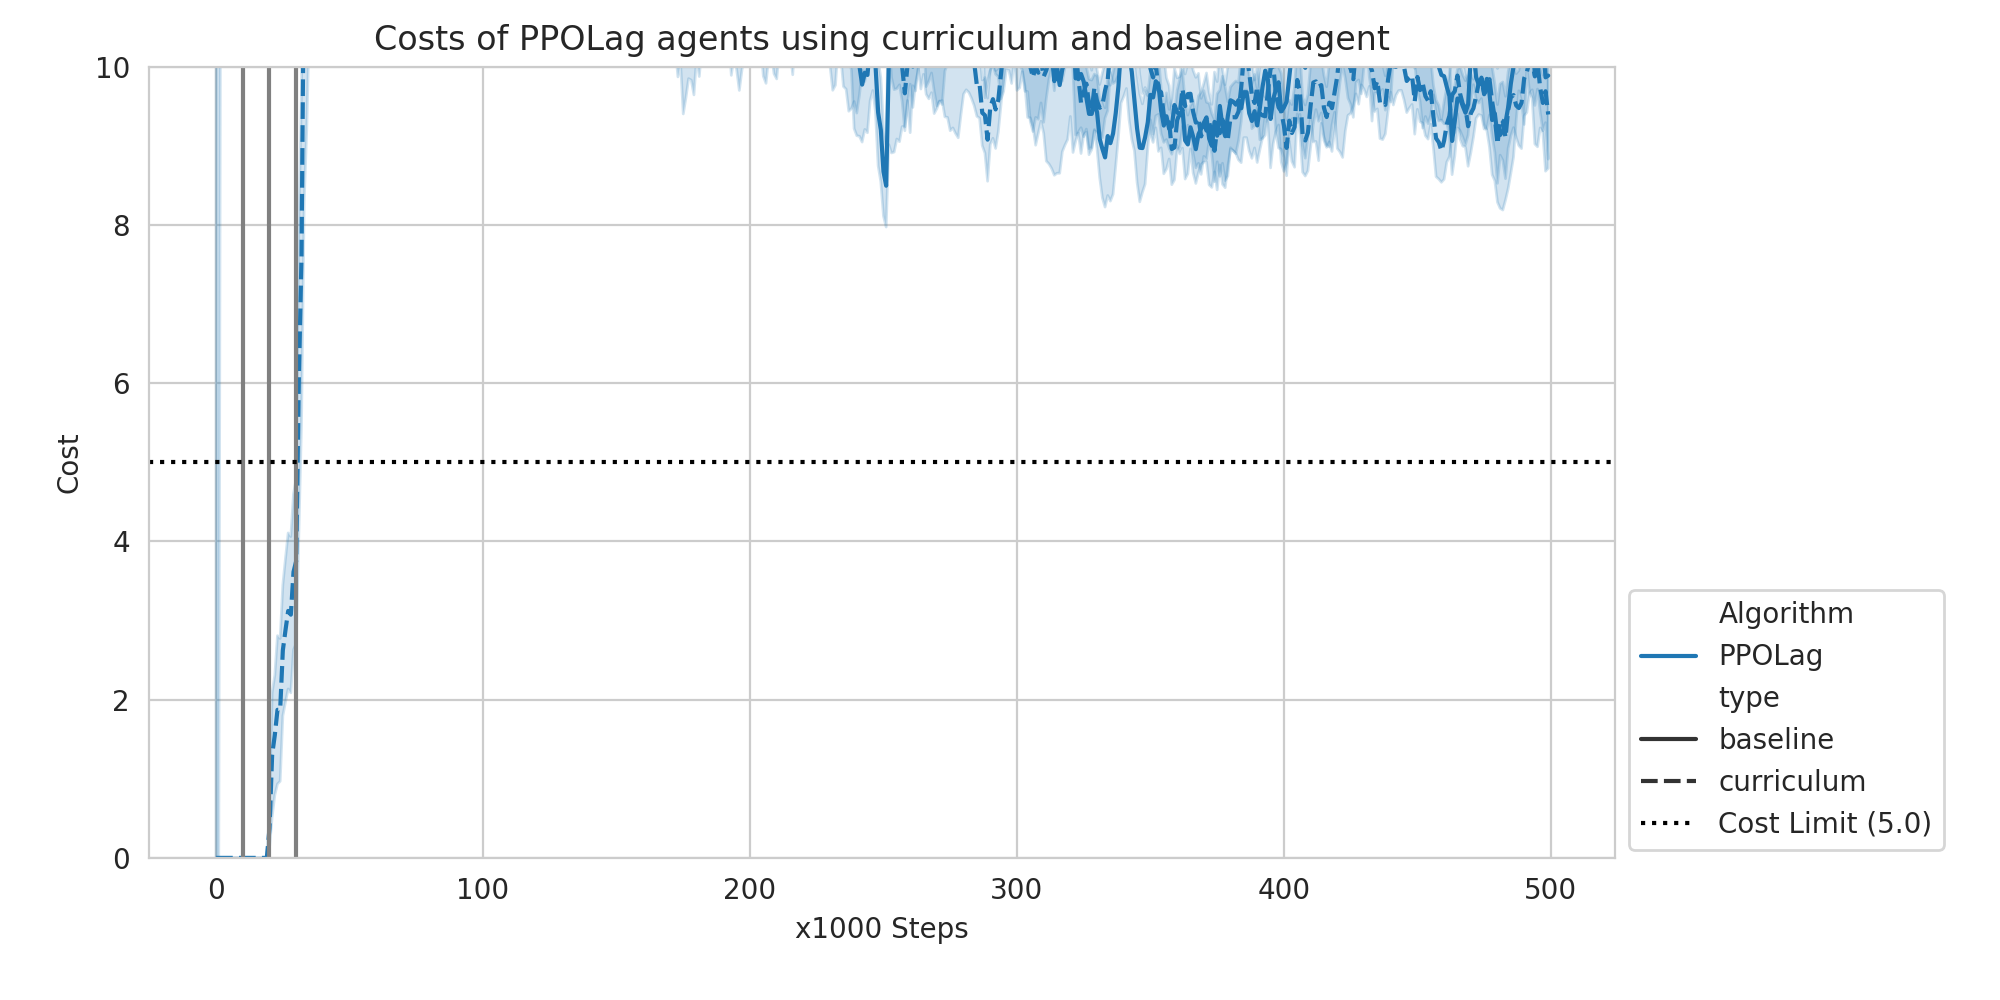 Costs of PPOLag agents using curriculum and baseline agent
10
8
6
4
2
0
Cost
0 100 200 300 400 500
x1000 Steps
Algorithm
PPOLag
type
baseline
curriculum
Cost Limit (5.0)